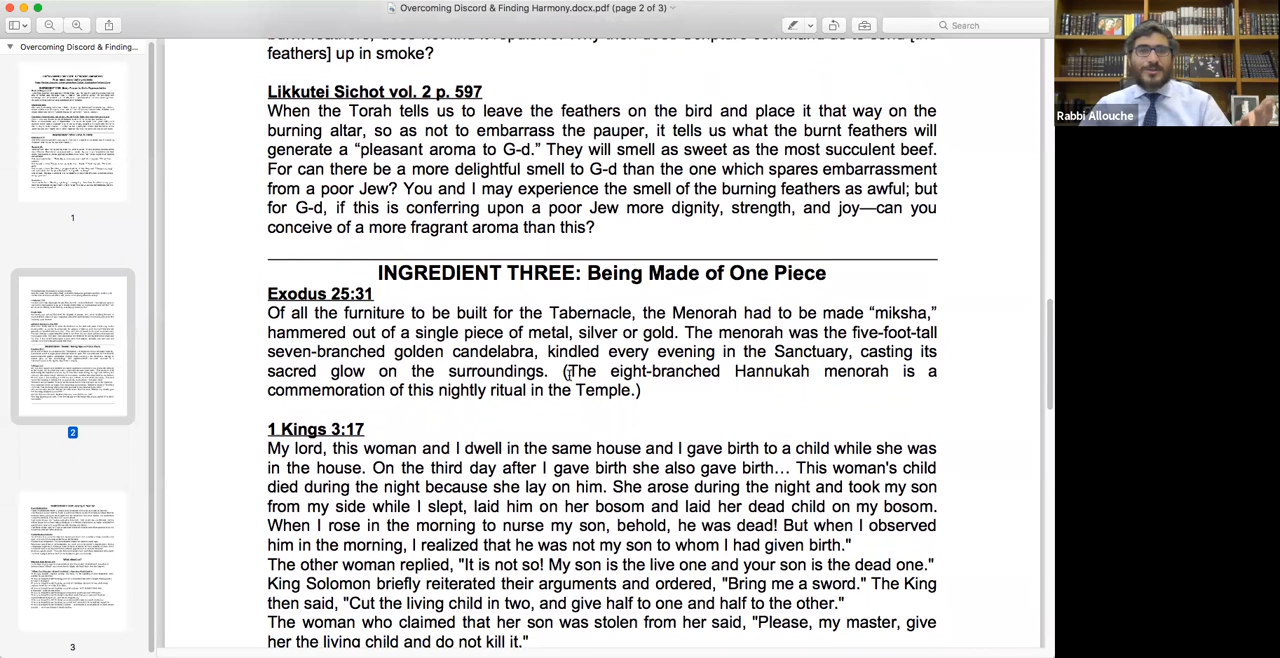 Overcoming Discord & Finding Harmony.docx.pdf (page 2 of 3)
Search
Overcoming Discord & Finding...
1
2
3
feathers] up in smoke?
Likkutei Sichot vol. 2 p. 597
When the Torah tells us to leave the feathers on the bird and place it that way on the
burning altar, so as not to embarrass the pauper, it tells us what the burnt feathers will
generate a “pleasant aroma to G-d.” They will smell as sweet as the most succulent beef.
For can there be a more delightful smell to G-d than the one which spares embarrassment
from a poor Jew? You and I may experience the smell of the burning feathers as awful; but
for G-d, if this is conferring upon a poor Jew more dignity, strength, and joy—can you
conceive of a more fragrant aroma than this?
INGREDIENT THREE: Being Made of One Piece
Exodus 25:31
Of all the furniture to be built for the Tabernacle, the Menorah had to be made “miksha,”
hammered out of a single piece of metal, silver or gold. The menorah was the five-foot-tall
seven-branched golden candelabra, kindled every evening in the Sanctuary, casting its
sacred glow on the surroundings. (The eight-branched Hannukah menorah is a
commemoration of this nightly ritual in the Temple.)
1 Kings 3:17
My lord, this woman and I dwell in the same house and I gave birth to a child while she was
in the house. On the third day after I gave birth she also gave birth... This woman's child
died during the night because she lay on him. She arose during the night and took my son
from my side while I slept, laid him on her bosom and laid her dead child on my bosom.
When I rose in the morning to nurse my son, behold, he was dead! But when I observed
him in the morning, I realized that he was not my son to whom I had given birth."
The other woman replied, "It is not so! My son is the live one and your son is the dead one."
King Solomon briefly reiterated their arguments and ordered, "Bring me a sword." The King
then said, "Cut the living child in two, and give half to one and half to the other."
The woman who claimed that her son was stolen from her said, "Please, my master, give
her the living child and do not kill it."
Rabbi Allouche